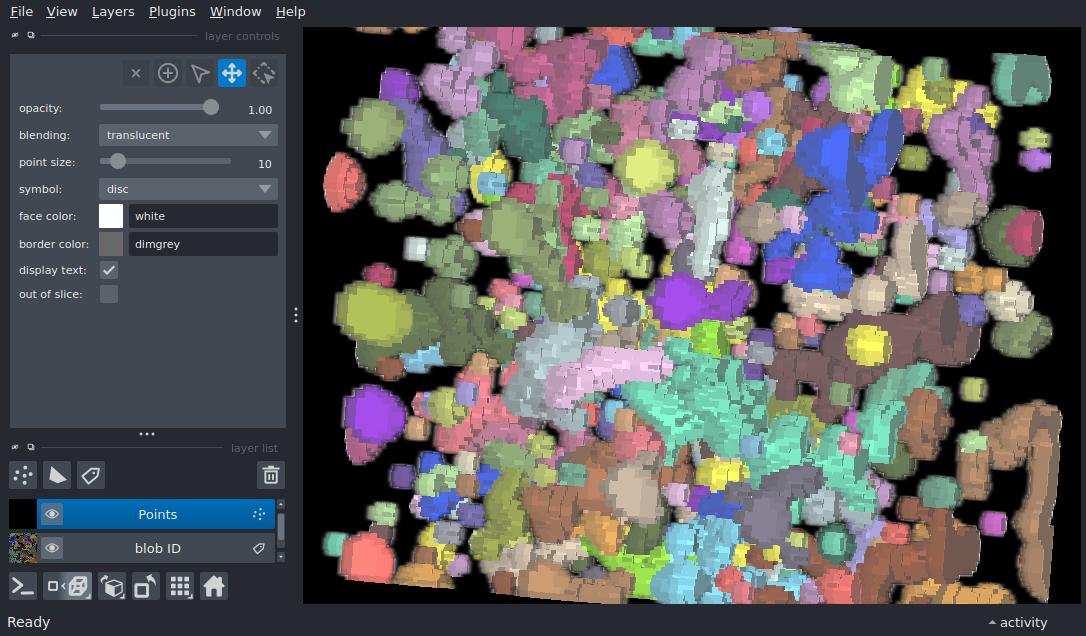 File View Layers Plugins Window Help
layer controls
opacity: 1.00
blending: translucent
point size: 10
symbol: disc
face color: white
border color: dimgrey
display text:
out of slice:
layer list
Points
blob ID
Ready activity